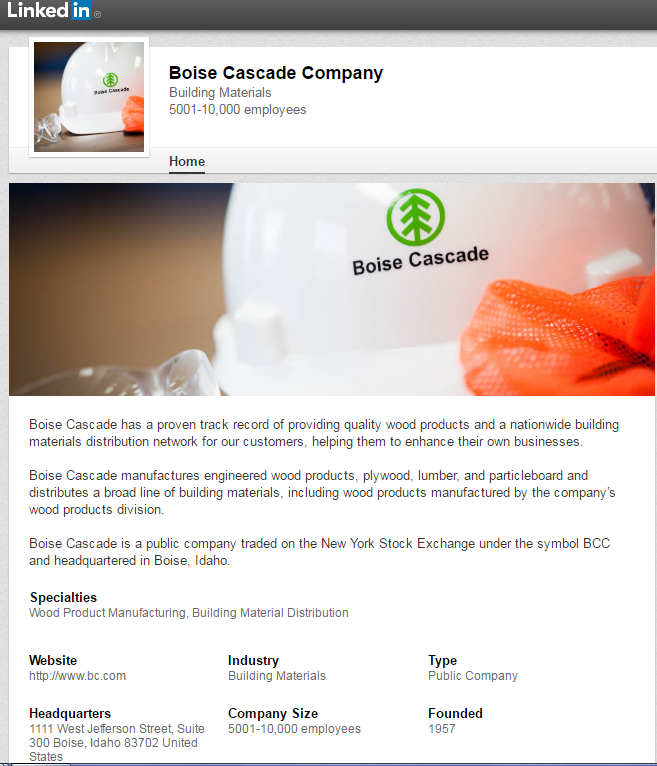 Linked in ®
Boise Cascade
Boise Cascade Company
Building Materials
5001-10,000 employees
Home
Boise Cascade
Boise Cascade has a proven track record of providing quality wood products and a nationwide building
materials distribution network for our customers, helping them to enhance their own businesses.
Boise Cascade manufactures engineered wood products, plywood, lumber, and particleboard and
distributes a broad line of building materials, including wood products manufactured by the company's
wood products division.
Boise Cascade is a public company traded on the New York Stock Exchange under the symbol BCC
and headquartered in Boise, Idaho.
Specialties
Wood Product Manufacturing, Building Material Distribution
Website
http://www.bc.com
Industry
Building Materials
Type
Public Company
Headquarters
1111 West Jefferson Street, Suite
300 Boise, Idaho 83702 United
States
Company Size
5001-10,000 employees
Founded
1957